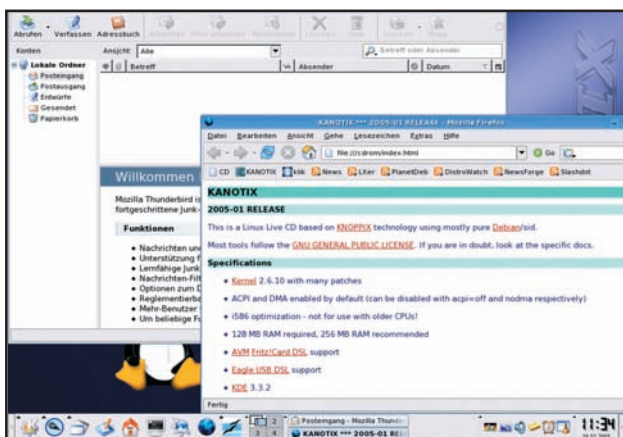 Abrufen Verfassen Adressbuch
Konten Ansicht: Alle Betreff oder Absender
Lokale Ordner Betreff Absender Datum
Posteingang
Postausgang
Entwürfe
Gesendet
Papierkorb
Willkommen
Mozilla Thunderbird is
fortgeschrittene Junk-
Funktionen
Nachrichten un
Unterstützung f
Lernfähige Junk
Nachrichten-Filt
Optionen zum D
Reglementierba
Mehr-Benutzer
Um beliebige Fu
KANOTIX *** 2005-01 RELEASE - Mozilla Firefox
Datei Bearbeiten Ansicht Gehe Lesezeichen Extras Hilfe
file:///cdrom/index.html Go
CD KANOTIX klik News LXer PlanetDeb DistroWatch NewsForge Slashdot
KANOTIX
2005-01 RELEASE
This is a Linux Live CD based on KNOPPIX technology using mostly pure Debian/sid.
Most tools follow the GNU GENERAL PUBLIC LICENSE. If you are in doubt, look at the specific docs.
Specifications
Kernel 2.6.10 with many patches
ACPI and DMA enabled by default (can be disabled with acpi=off and nodma respectively)
i586 optimization - not for use with older CPUs!
128 MB RAM required, 256 MB RAM recommended
AVM Fritz!Card DSL support
Eagle USB DSL support
KDE 3.3.2
Fertig
2 Posteingang - Mozilla Thunde
3 4 KANOTIX *** 2005-01 REL
11:34